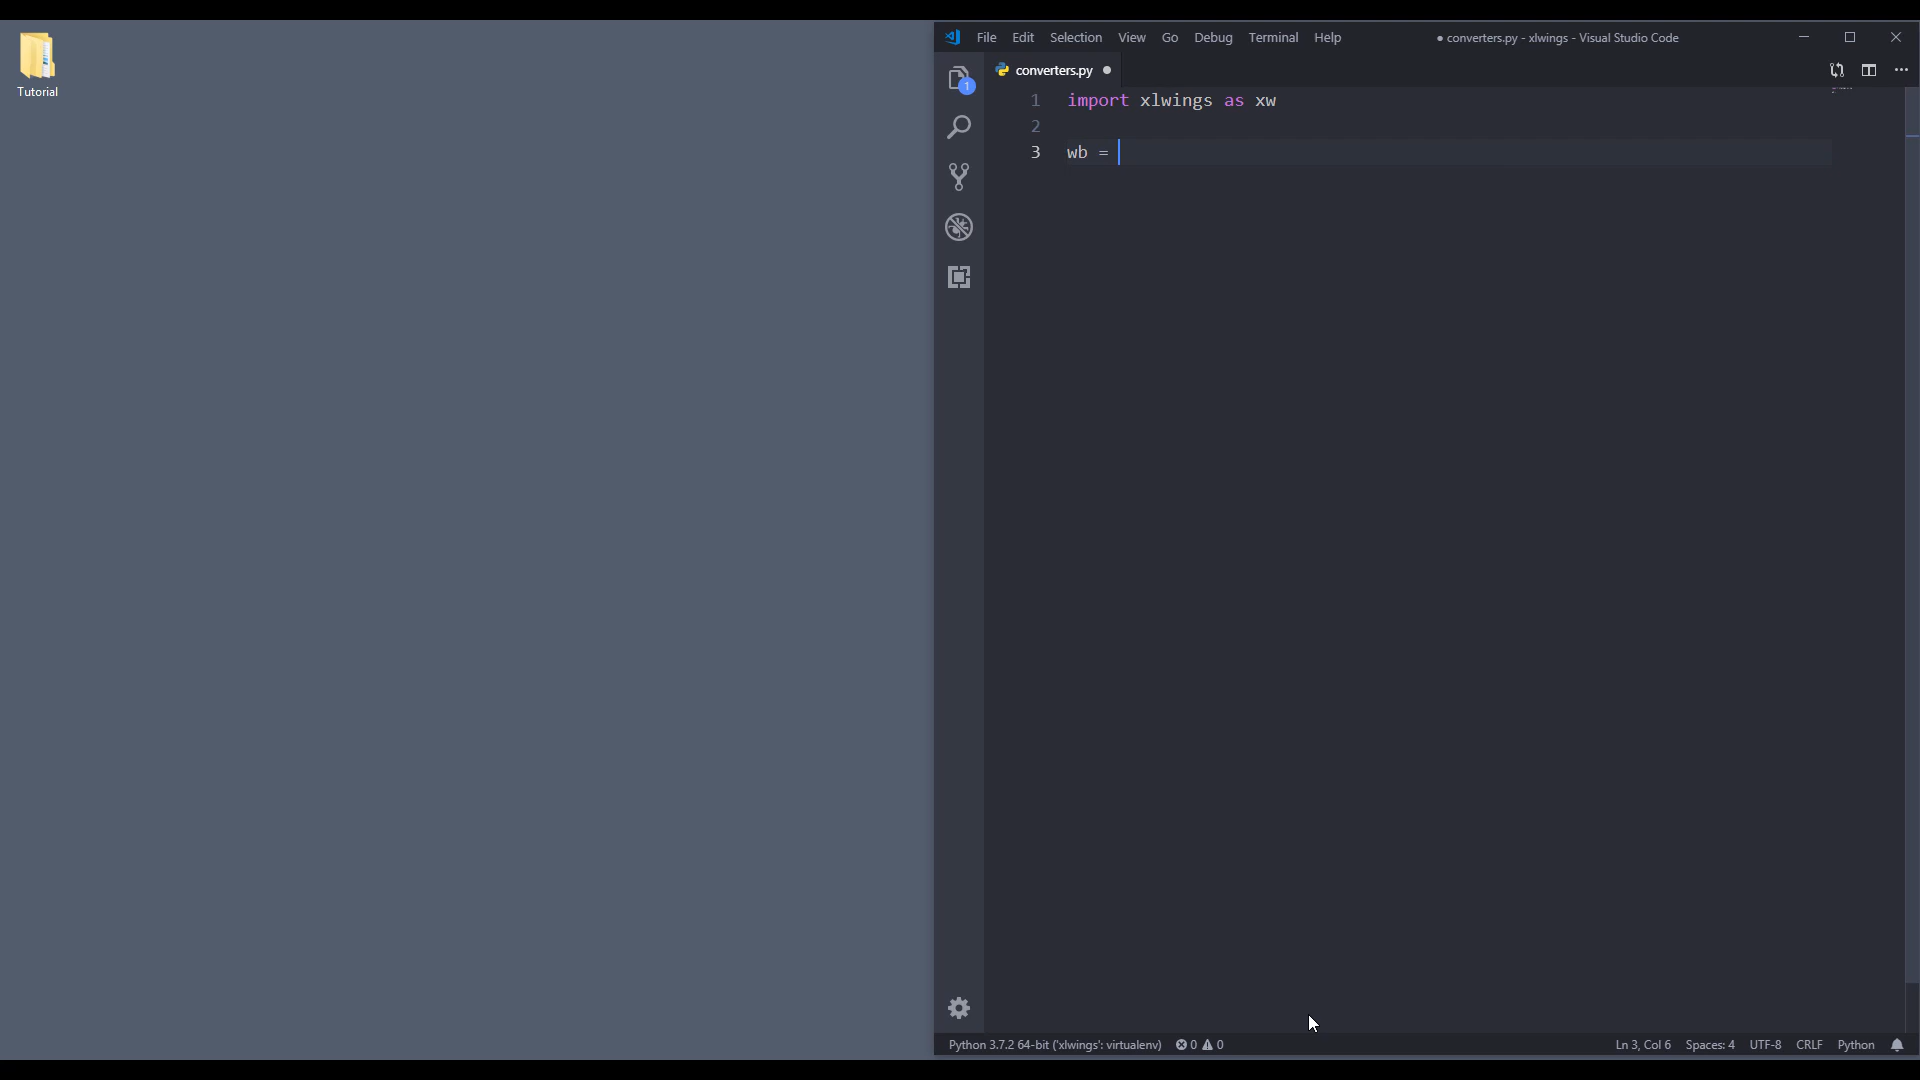 Tutorial
File Edit Selection View Go Debug Terminal Help
● converters.py - xlwings - Visual Studio Code
converters.py ●
1
1 import xlwings as xw
2
3 wb =
Python 3.7.2 64-bit ('xlwings': virtualenv) 0 0
Ln 3, Col 6 Spaces: 4 UTF-8 CRLF Python